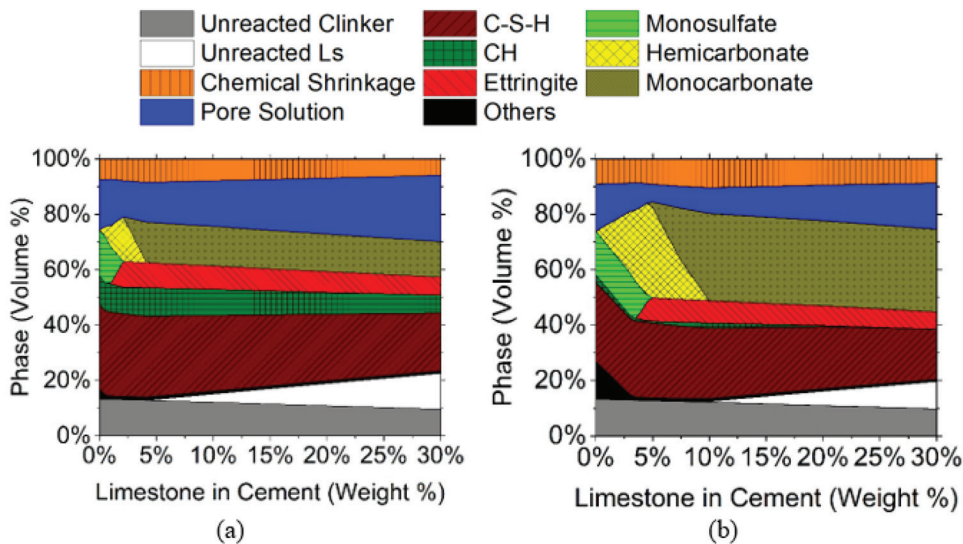 Unreacted Clinker C-S-H Monosulfate
Unreacted Ls CH Hemicarbonate
Chemical Shrinkage Ettringite Monocarbonate
Pore Solution Others
100% 100%
80% 80%
60% 60%
40% 40%
20% 20%
0% 0%
Phase (Volume %) Phase (Volume %)
0% 5% 10% 15% 20% 25% 30% 0% 5% 10% 15% 20% 25% 30%
Limestone in Cement (Weight %) Limestone in Cement (Weight %)
(a) (b)